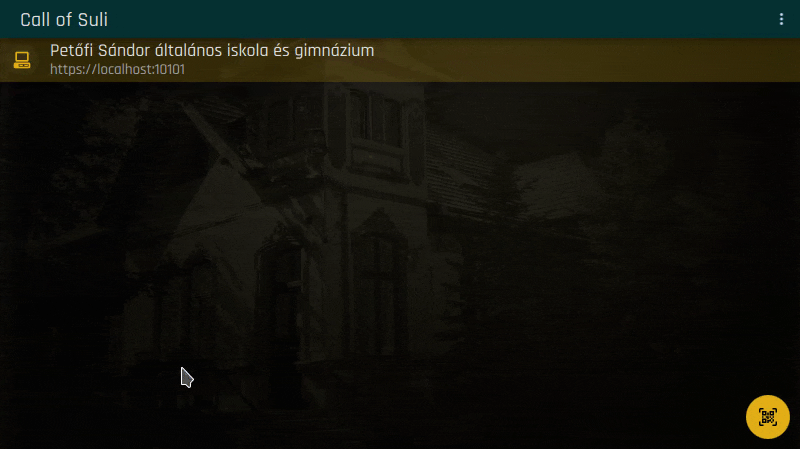 Call of Suli
Petőfi Sándor általános iskola és gimnázium
https://localhost:10101